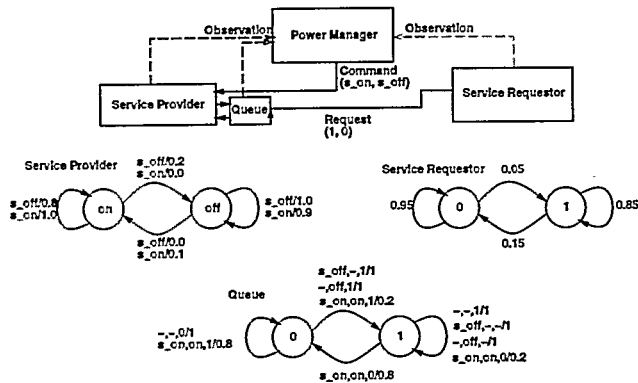 Observation
Power Manager
Observation
Command
(s_on, s_off)
Service Provider
Queue
Service Requestor
Request
(1, 0)
Service Provider
s_off/0.2
s_on/0.0
s_off/0.8
s_on/1.0
on
off
s_off/1.0
s_on/0.9
s_off/0.0
s_on/0.1
Service Requestor
0.05
0.95
0
1
0.85
0.15
Queue
s_off,-,1/1
-,off,1/1
s_on,on,1/0.2
-,-,0/1
s_on,on,1/0.8
0
1
-,-,1/1
s_off,-,-/1
-,off,-/1
s_on,on,0/0.2
s_on,on,0/0.8